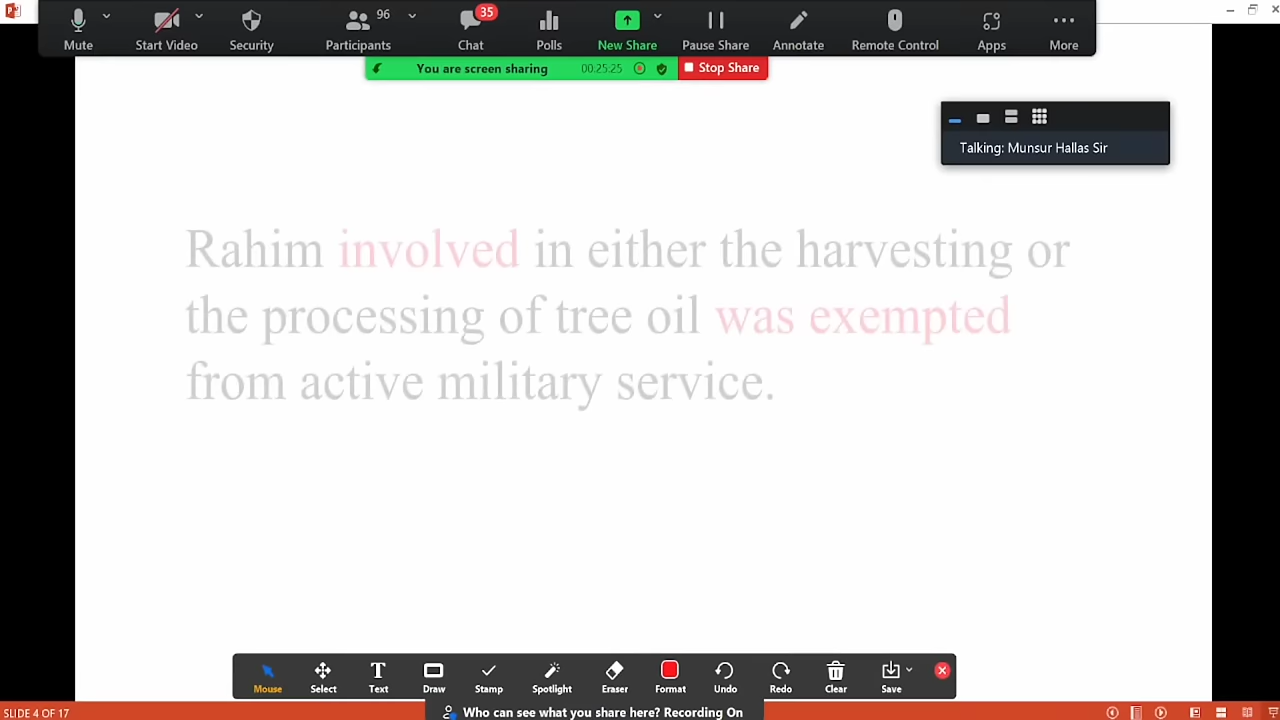 96
35
Mute
Start Video
Security
Participants
Chat
Polls
New Share
Pause Share
Annotate
Remote Control
Apps
More
You are screen sharing
00:25:25
Stop Share
Talking: Munsur Hallas Sir
Rahim involved in either the harvesting or
the processing of tree oil was exempted
from active military service.
Mouse
Select
Text
Draw
Stamp
Spotlight
Eraser
Format
Undo
Redo
Clear
Save
Who can see what you share here? Recording On
SLIDE 4 OF 17